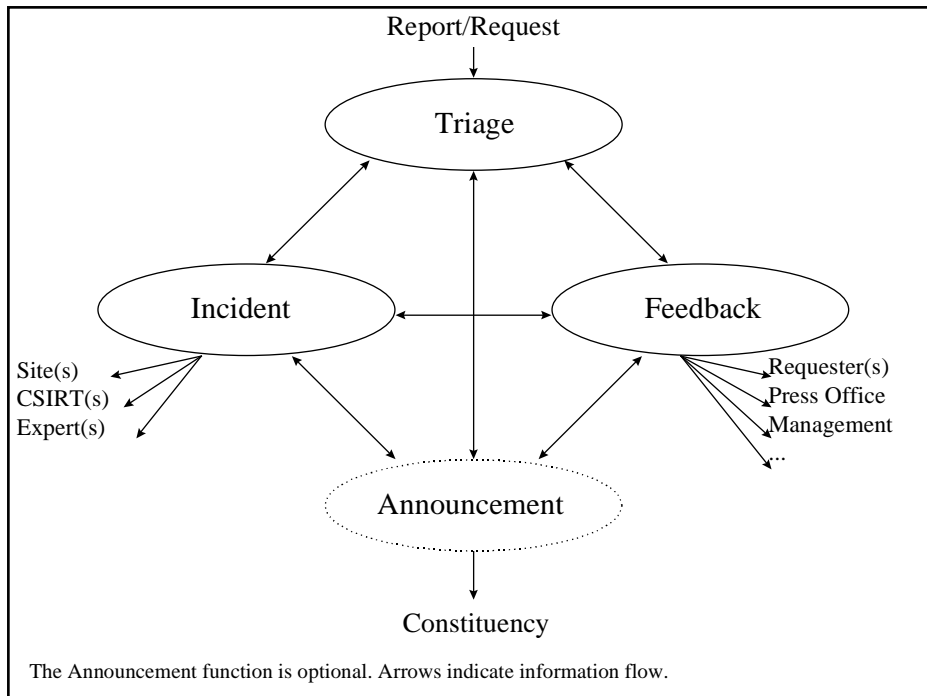 Report/Request
Triage
Incident
Feedback
Site(s)
CSIRT(s)
Expert(s)
Requester(s)
Press Office
Management
...
Announcement
Constituency
The Announcement function is optional. Arrows indicate information flow.